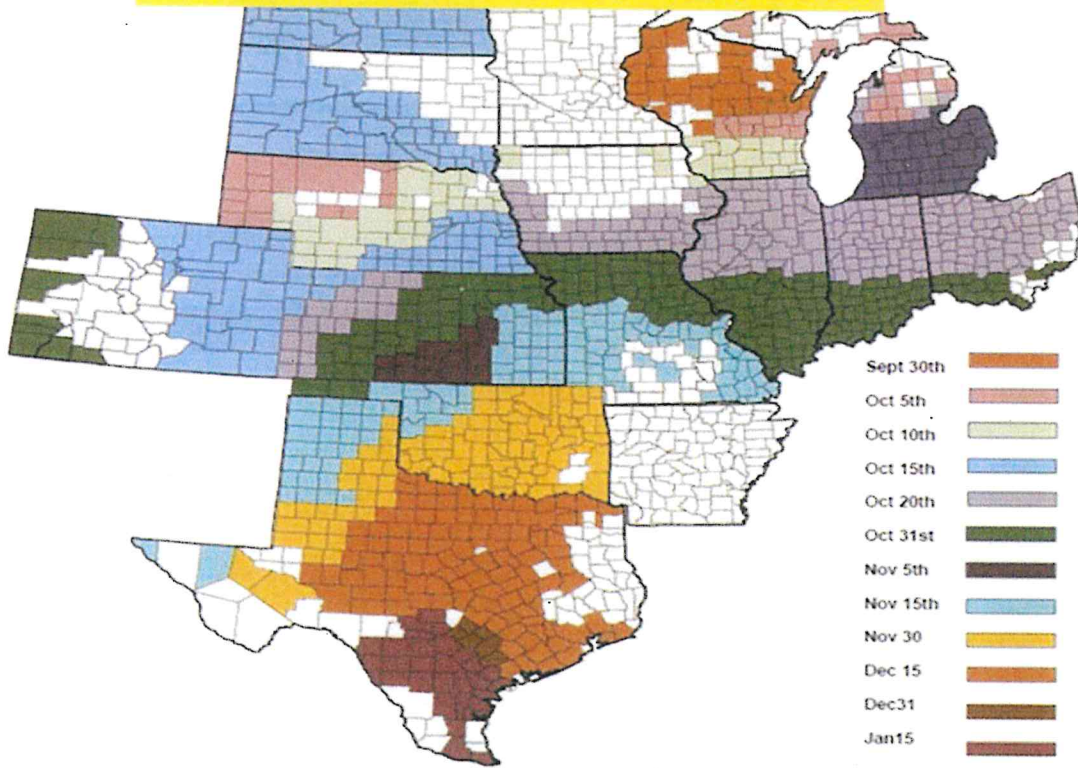 Sept 30th
Oct 5th
Oct 10th
Oct 15th
Oct 20th
Oct 31st
Nov 5th
Nov 15th
Nov 30
Dec 15
Dec31
Jan15